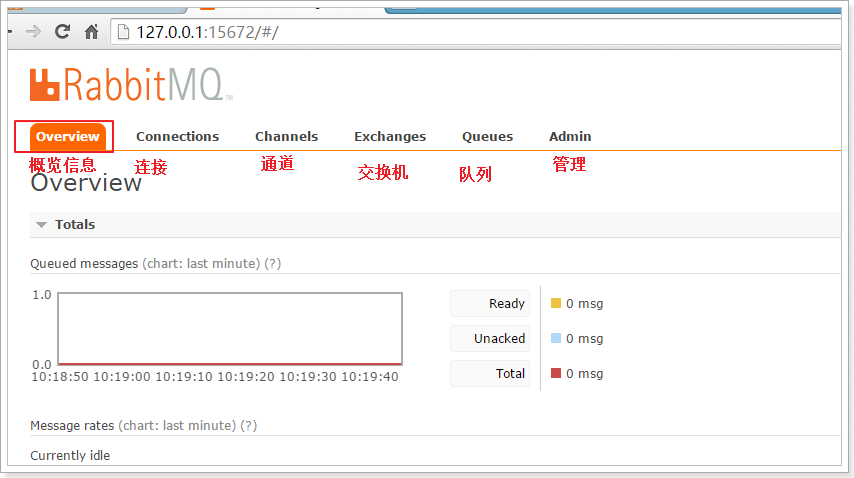 127.0.0.1:15672/#/
RabbitMQ™
Overview Connections Channels Exchanges Queues Admin
概览信息 连接 通道 交换机 队列 管理
Overview
Totals
Queued messages (chart: last minute) (?)
1.0
0.0
10:18:50 10:19:00 10:19:10 10:19:20 10:19:30 10:19:40
Ready 0 msg
Unacked 0 msg
Total 0 msg
Message rates (chart: last minute) (?)
Currently idle